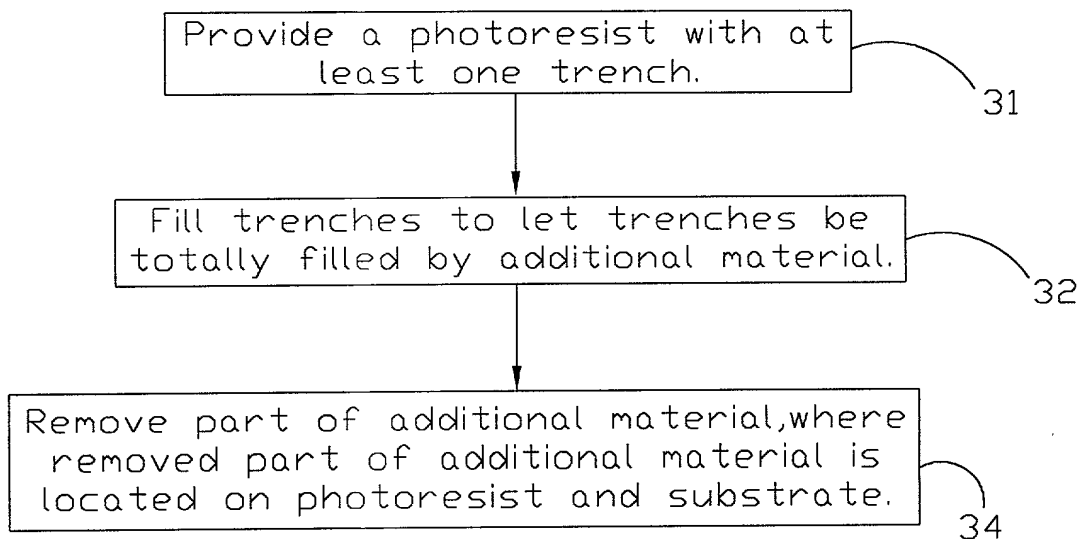 Provide a photoresist with at
least one trench.
31
Fill trenches to let trenches be
totally filled by additional material.
32
Remove part of additional material,where
removed part of additional material is
located on photoresist and substrate.
34